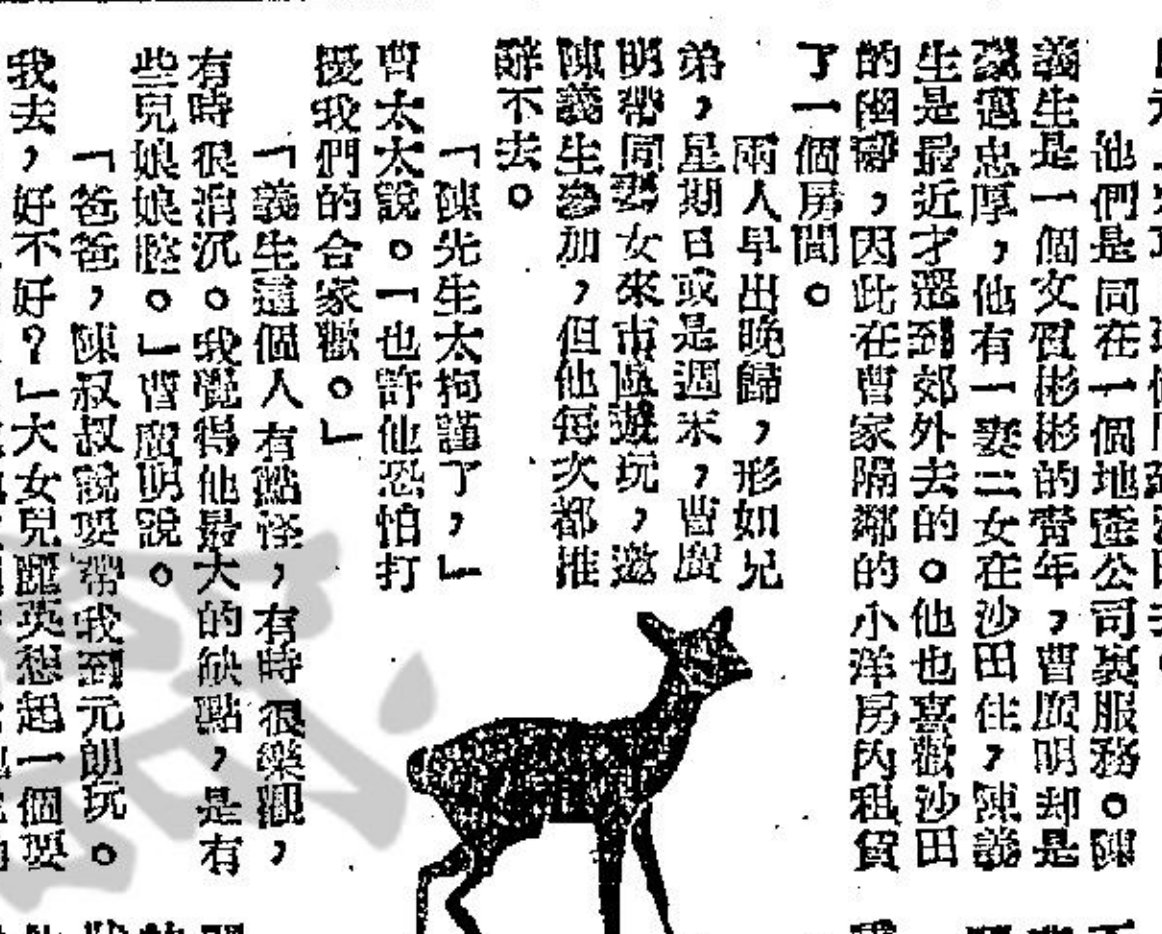 他們是同在一個地產公司裏服務。陳
義生是一個文質彬彬的青年，曹廣明却是
豪邁忠厚，他有一妻二女在沙田住，陳義
生是最近才遷到郊外去的。他也喜歡沙田
的幽靜，因此在曹家隔鄰的小洋房內租賃
了一個房間。
兩人早出晚歸，形如兄
弟，星期日或是週末，曹廣
明帶同妻女來市區遊玩，邀
陳義生參加，但他每次都推
辭不去。
「陳先生太拘謹了，」
曹太太說。「也許他恐怕打
擾我們的合家歡。」
「義生這個人有點怪，有時很樂觀，
有時很消沉。我覺得他最大的缺點，是有
些兒娘娘腔。」曹廣明說。
「爸爸，陳叔叔說要帶我到元朗玩。
我去，好不好？」大女兒麗英想起一個要